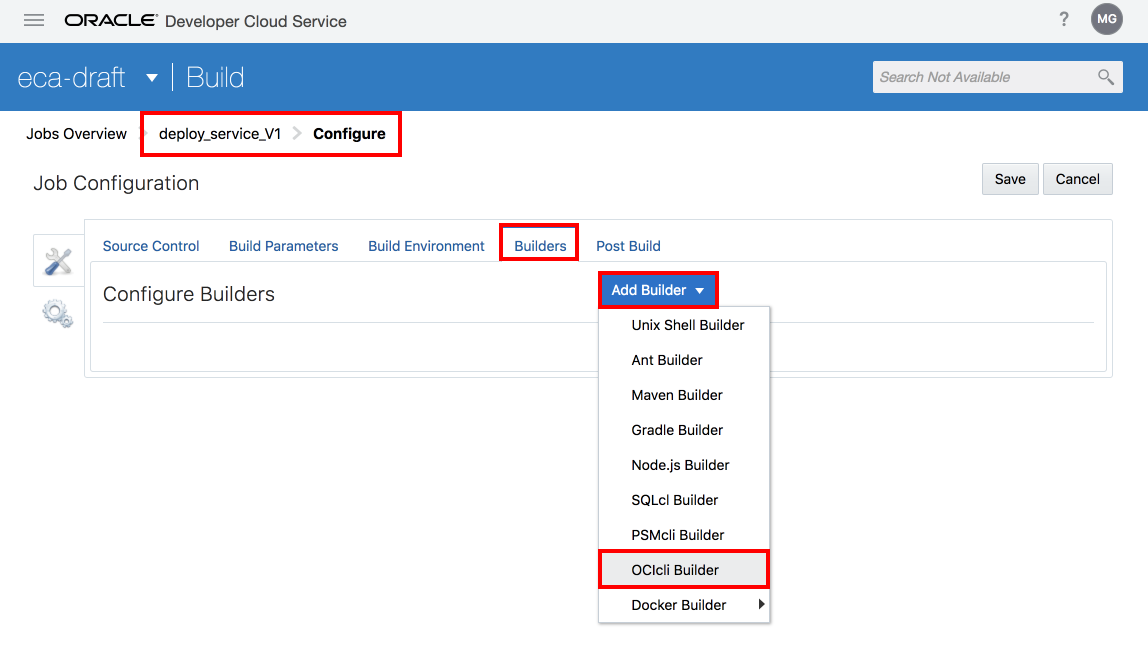 ORACLE® Developer Cloud Service
?
MG
eca-draft Build
Search Not Available
Jobs Overview deploy_service_V1 Configure
Job Configuration
Save Cancel
Source Control Build Parameters Build Environment Builders Post Build
Configure Builders
Add Builder
Unix Shell Builder
Ant Builder
Maven Builder
Gradle Builder
Node.js Builder
SQLcl Builder
PSMcli Builder
OCIcli Builder
Docker Builder